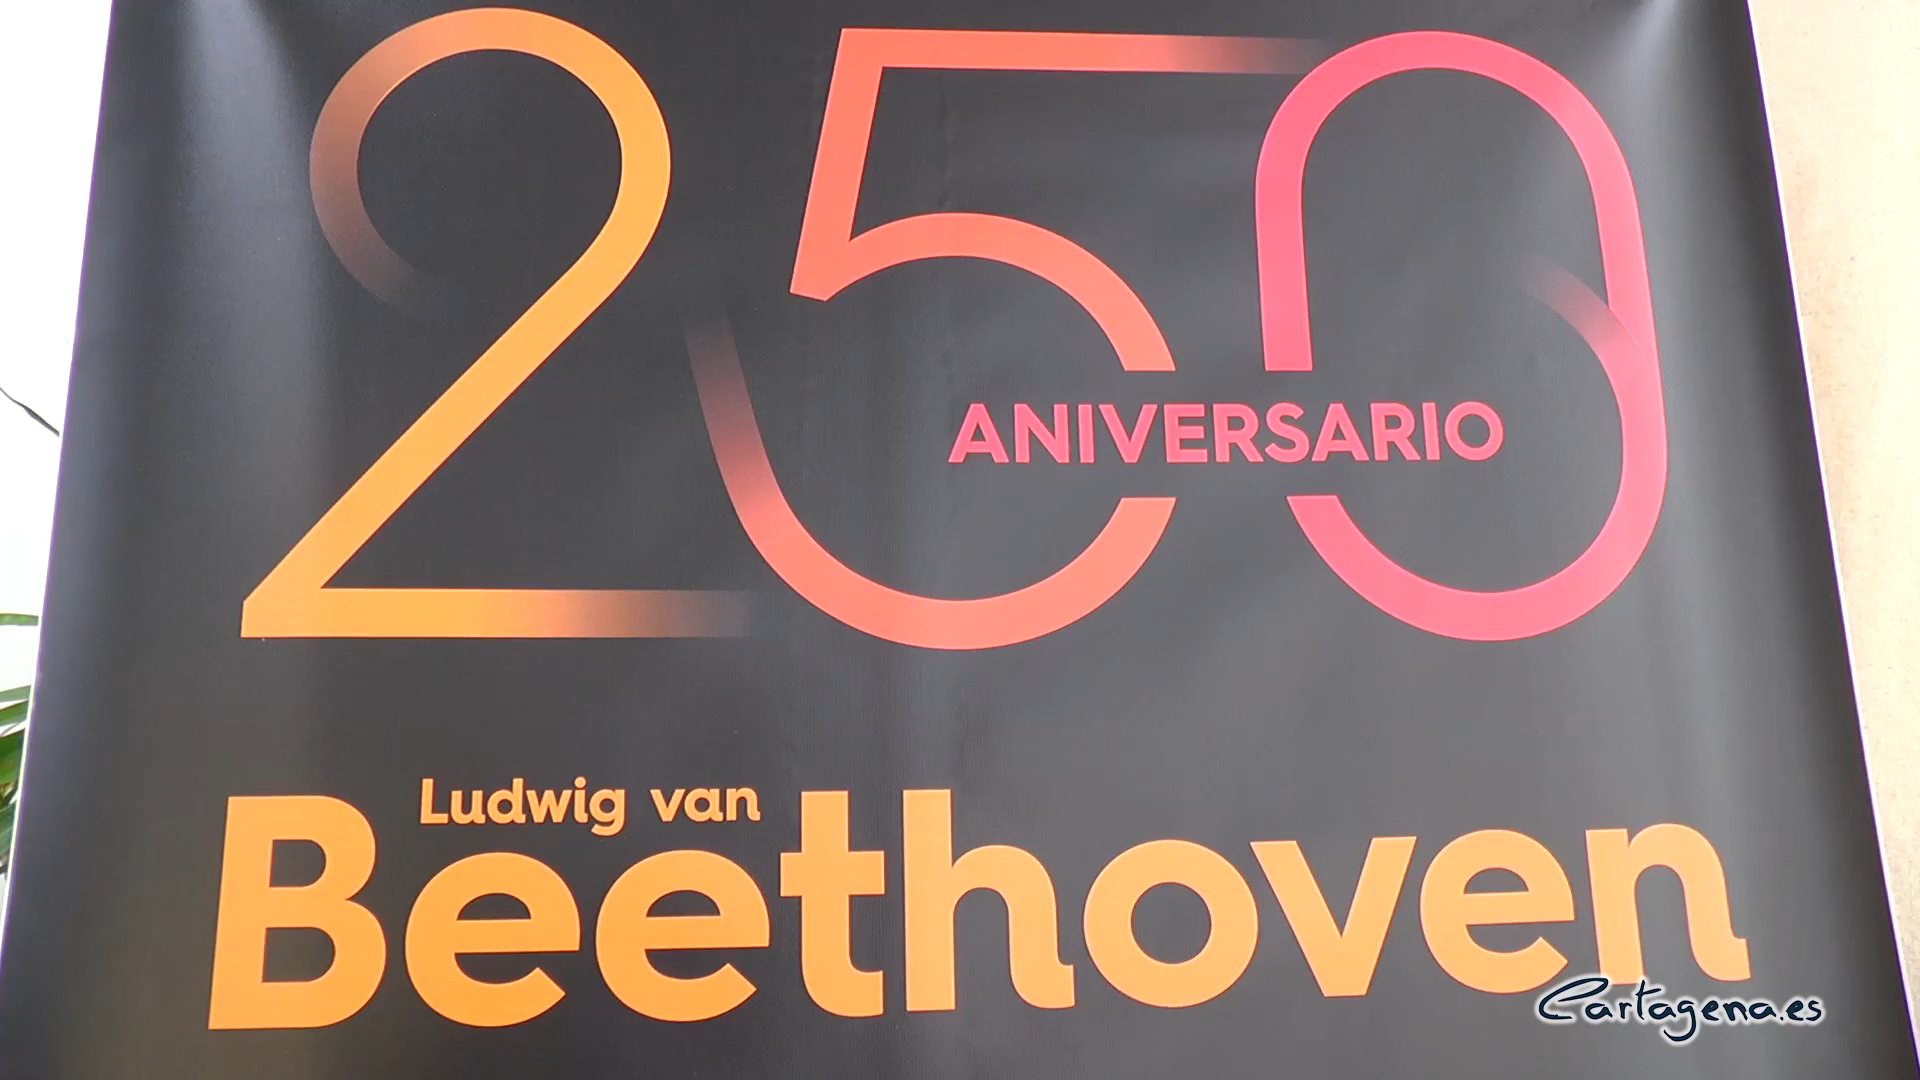 250
ANIVERSARIO
Ludwig van
Beethoven
Cartagena.es